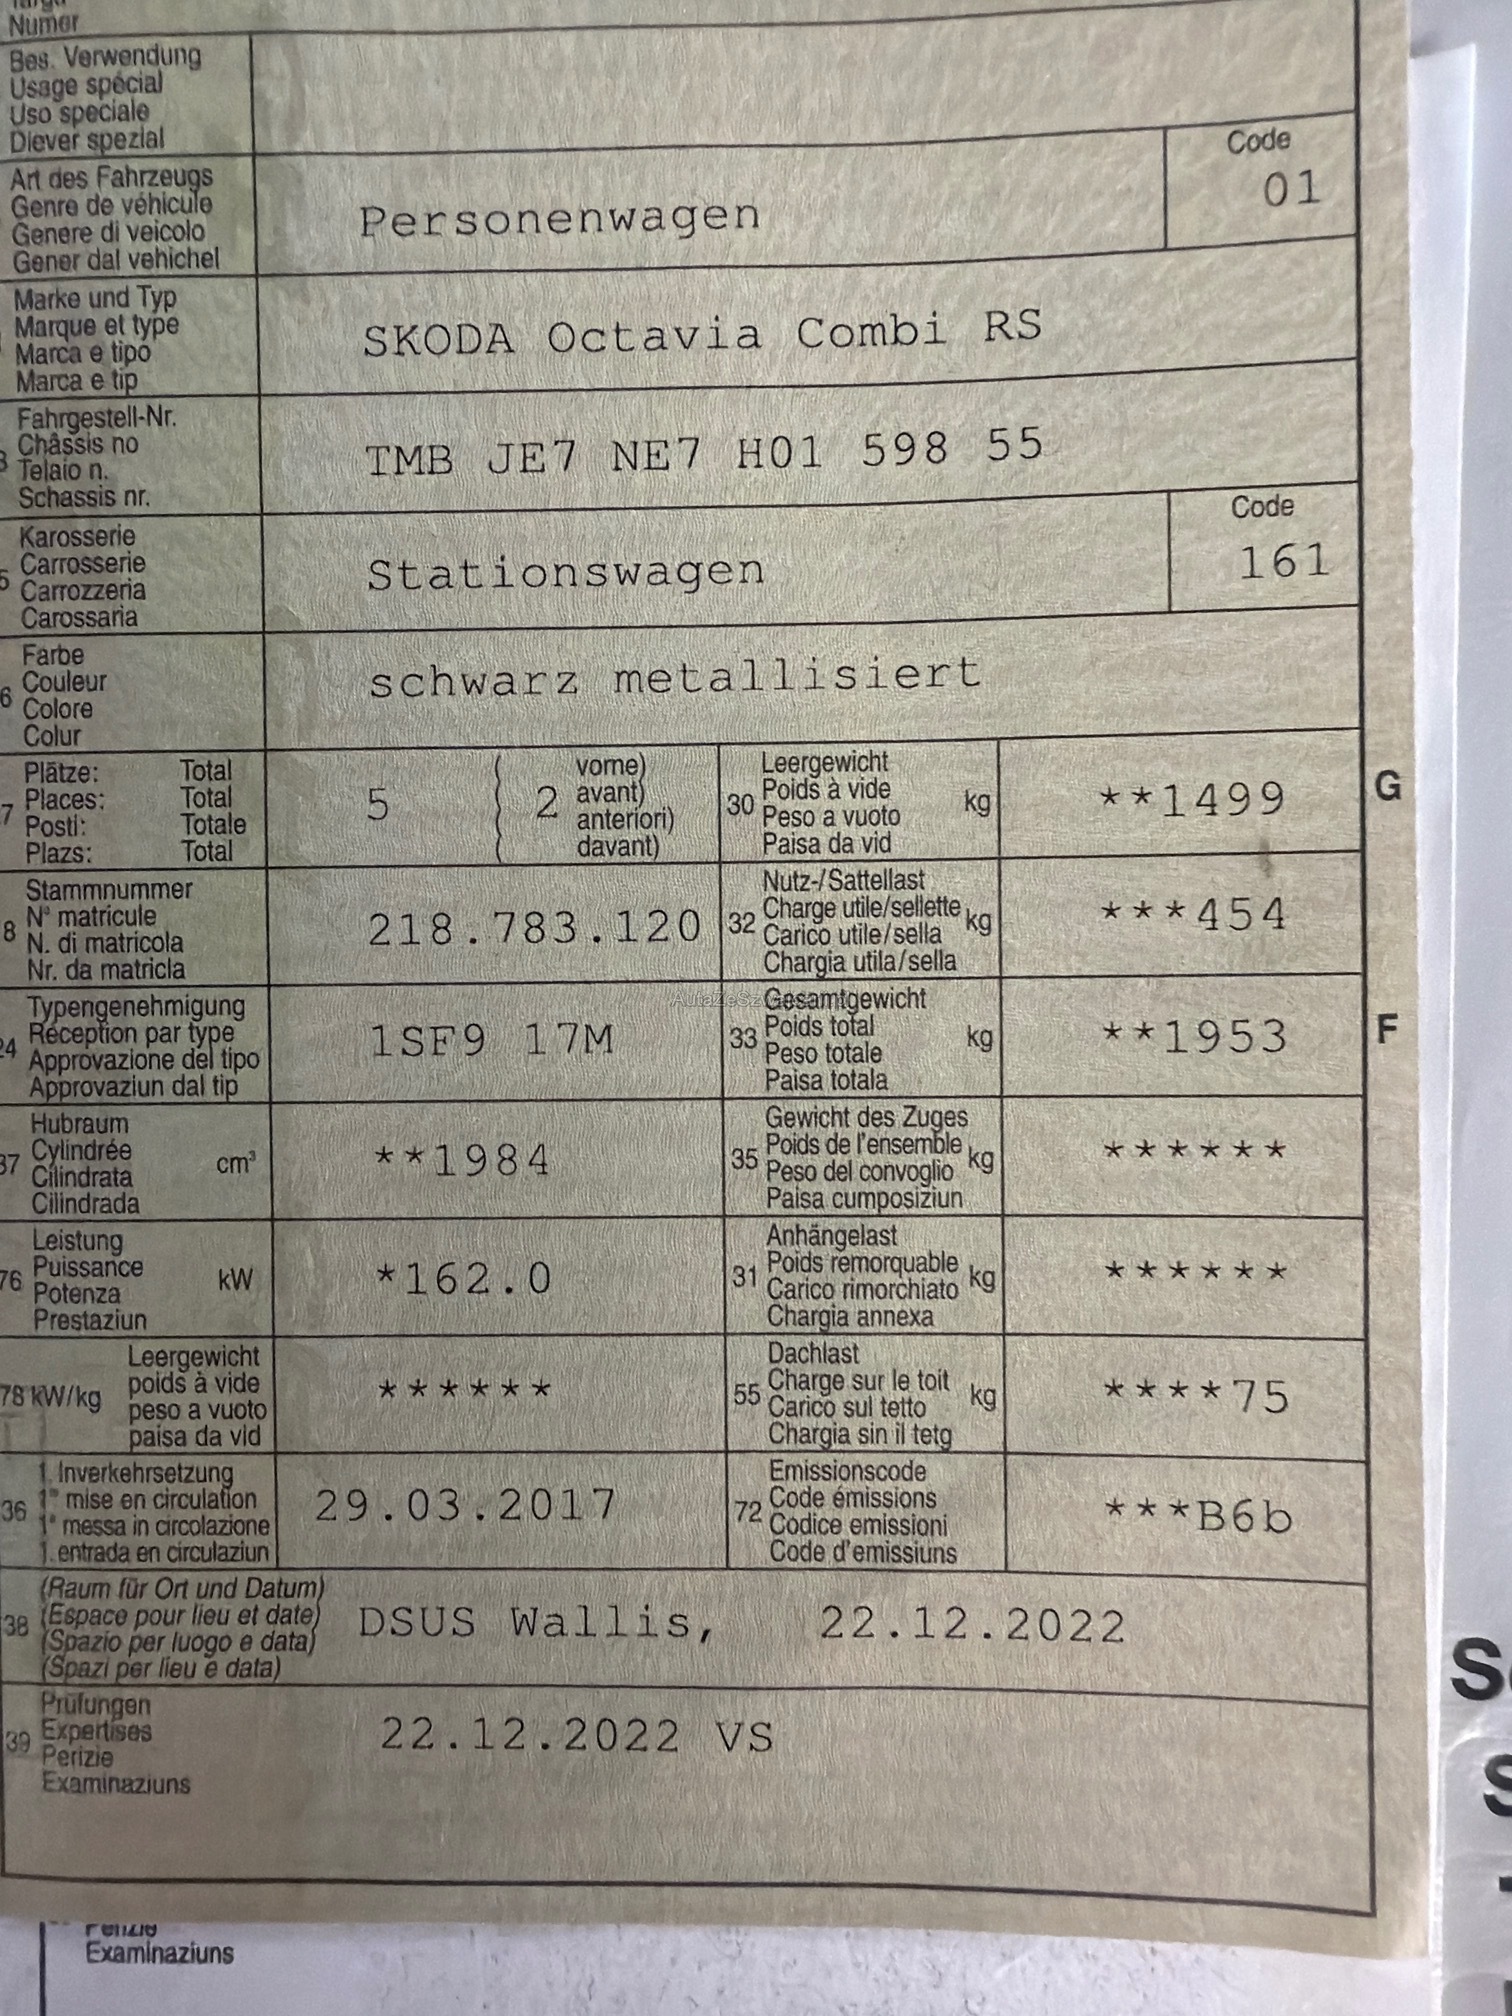 Numer
Bes. Verwendung
Usage spécial
Uso speciale
Diever spezial
Code
Art des Fahrzeugs
Genre de véhicule
Genere di veicolo
Gener dal vehichel
Personenwagen
01
Marke und Typ
Marque et type
Marca e tipo
Marca e tip
SKODA Octavia Combi RS
Fahrgestell-Nr.
Châssis no
Telaio n.
Schassis nr.
TMB JE7 NE7 H01 598 55
Code
Karosserie
Carrosserie
Carrozzeria
Carossaria
Stationswagen
161
Farbe
Couleur
Colore
Colur
6
schwarz metallisiert
Plätze: Total
Places: Total
Posti: Totale
Plazs: Total
7
5
2
vorne)
avant)
anteriori)
davant)
30
Leergewicht
Poids à vide
Peso a vuoto
Paisa da vid
kg
**1499
G
Stammnummer
N° matricule
N. di matricola
Nr. da matricla
8
218.783.120
32
Nutz-/Sattellast
Charge utile/sellette
Carico utile/sella
Chargia utila/sella
kg
***454
AutaZeSz
Typengenehmigung
Réception par type
Approvazione del tipo
Approvaziun dal tip
24
1SF9 17M
33
Gesamtgewicht
Poids total
Peso totale
Paisa totala
kg
**1953
F
Hubraum
Cylindrée
Cilindrata
Cilindrada
37
cm³
**1984
35
Gewicht des Zuges
Poids de l'ensemble
Peso del convoglio
Paisa cumposiziun
kg
******
Leistung
Puissance
Potenza
Prestaziun
76
kW
*162.0
31
Anhängelast
Poids remorquable
Carico rimorchiato
Chargia annexa
kg
******
78 kW/kg
Leergewicht
poids à vide
peso a vuoto
paisa da vid
******
55
Dachlast
Charge sur le toit
Carico sul tetto
Chargia sin il tetg
kg
****75
36
1. Inverkehrsetzung
1re mise en circulation
1a messa in circolazione
1. entrada en circulaziun
29.03.2017
72
Emissionscode
Code émissions
Codice emissioni
Code d'emissiuns
***B6b
38
(Raum für Ort und Datum)
(Espace pour lieu et date)
(Spazio per luogo e data)
(Spazi per lieu e data)
DSUS Wallis, 22.12.2022
39
Prüfungen
Expertises
Perizie
Examinaziuns
22.12.2022 VS
Perizie
Examinaziuns